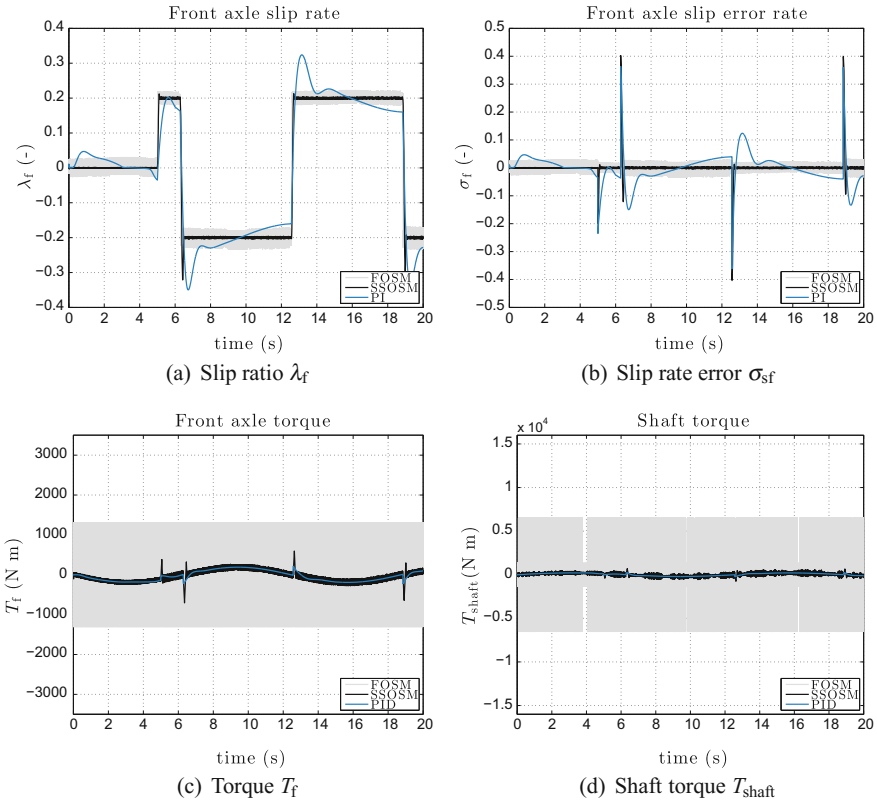 Front axle slip rate
0.4
0.3
0.2
0.1
0
−0.1
−0.2
−0.3
−0.4
λf (-)
0 2 4 6 8 10 12 14 16 18 20
time (s)
FOSM
SSOSM
PI
(a) Slip ratio λf
Front axle slip error rate
0.5
0.4
0.3
0.2
0.1
0
−0.1
−0.2
−0.3
−0.4
−0.5
σf (-)
0 2 4 6 8 10 12 14 16 18 20
time (s)
FOSM
SSOSM
PI
(b) Slip rate error σsf
Front axle torque
3000
2000
1000
0
−1000
−2000
−3000
Tf (N m)
0 2 4 6 8 10 12 14 16 18 20
time (s)
FOSM
SSOSM
PID
(c) Torque Tf
Shaft torque
x 10⁴
1.5
1
0.5
0
−0.5
−1
−1.5
Tshaft (N m)
0 2 4 6 8 10 12 14 16 18 20
time (s)
FOSM
SSOSM
PID
(d) Shaft torque Tshaft